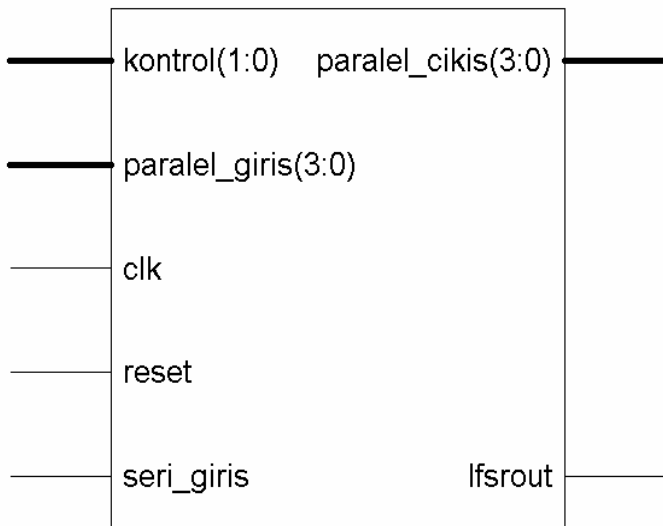 kontrol(1:0) paralel_cikis(3:0)
paralel_giris(3:0)
clk
reset
seri_giris lfsrout